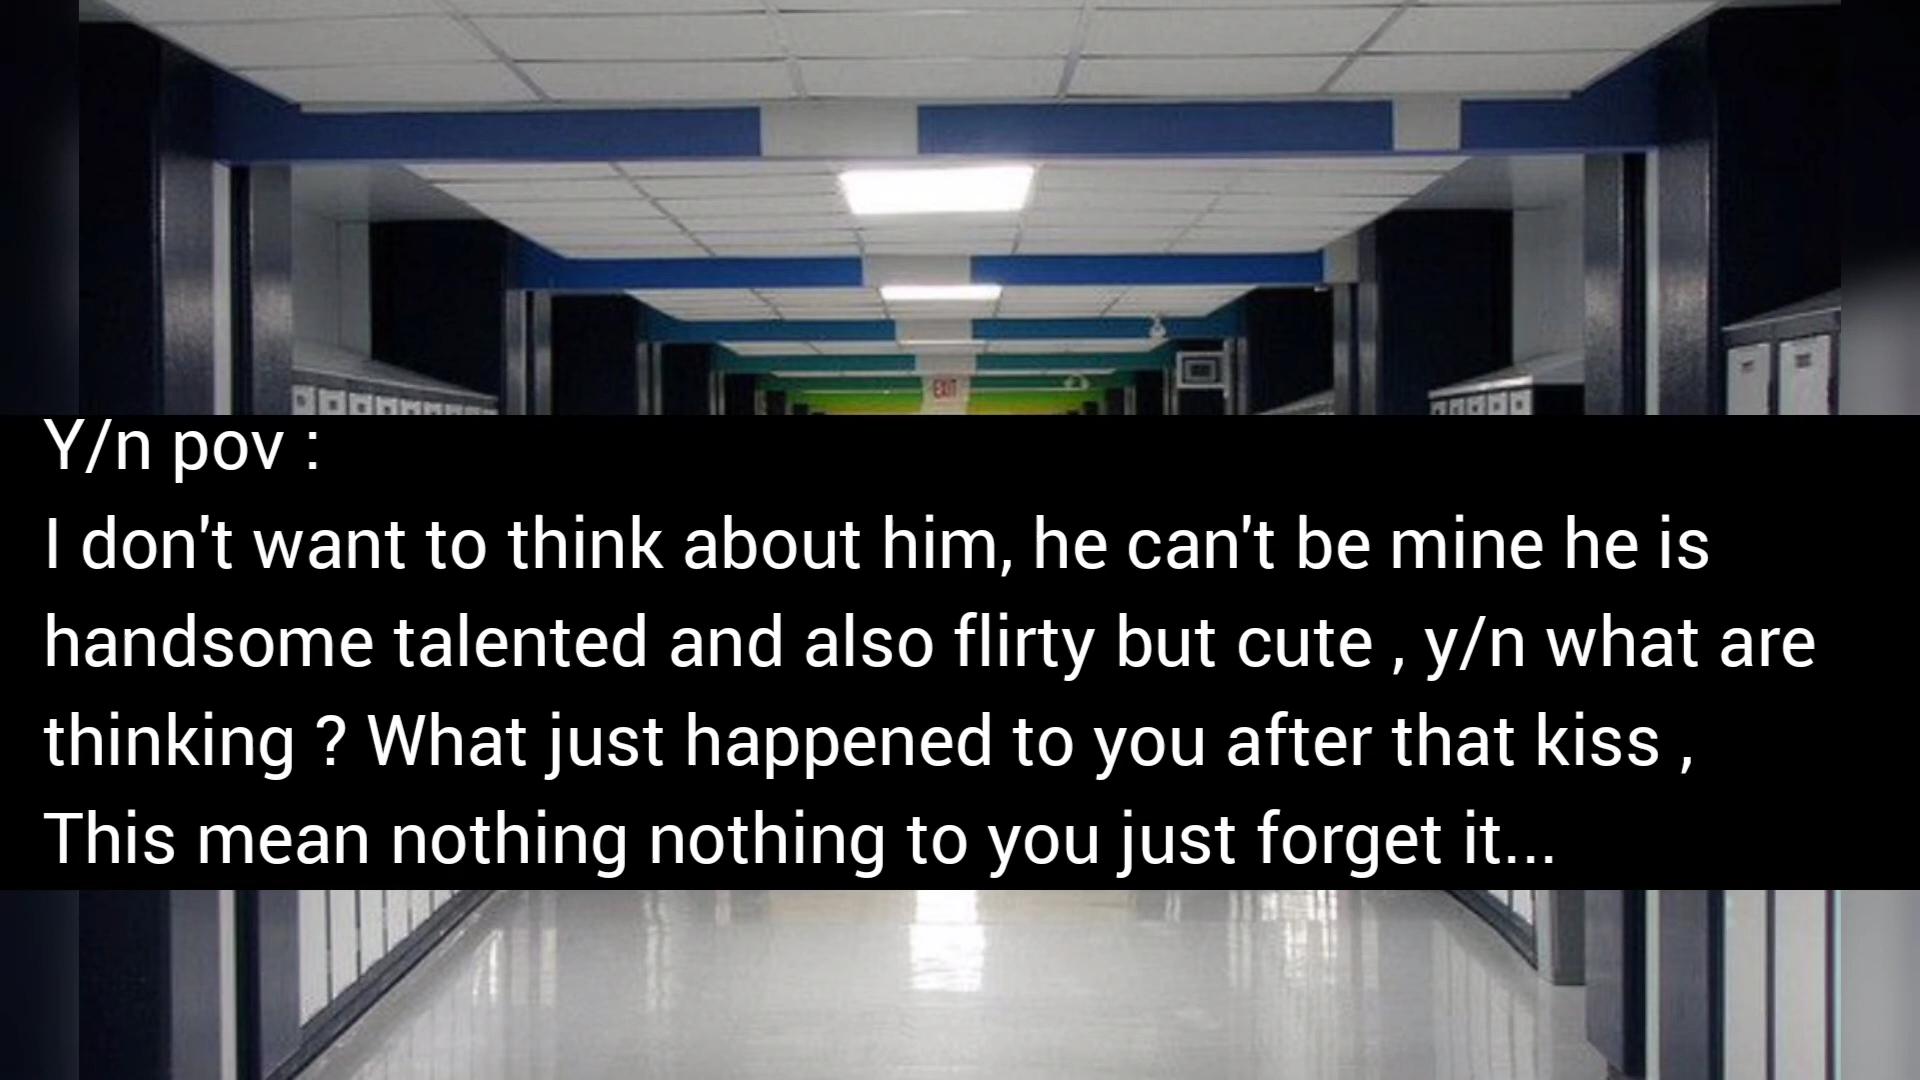 EXIT
Y/n pov :
I don't want to think about him, he can't be mine he is
handsome talented and also flirty but cute , y/n what are
thinking ? What just happened to you after that kiss ,
This mean nothing nothing to you just forget it...